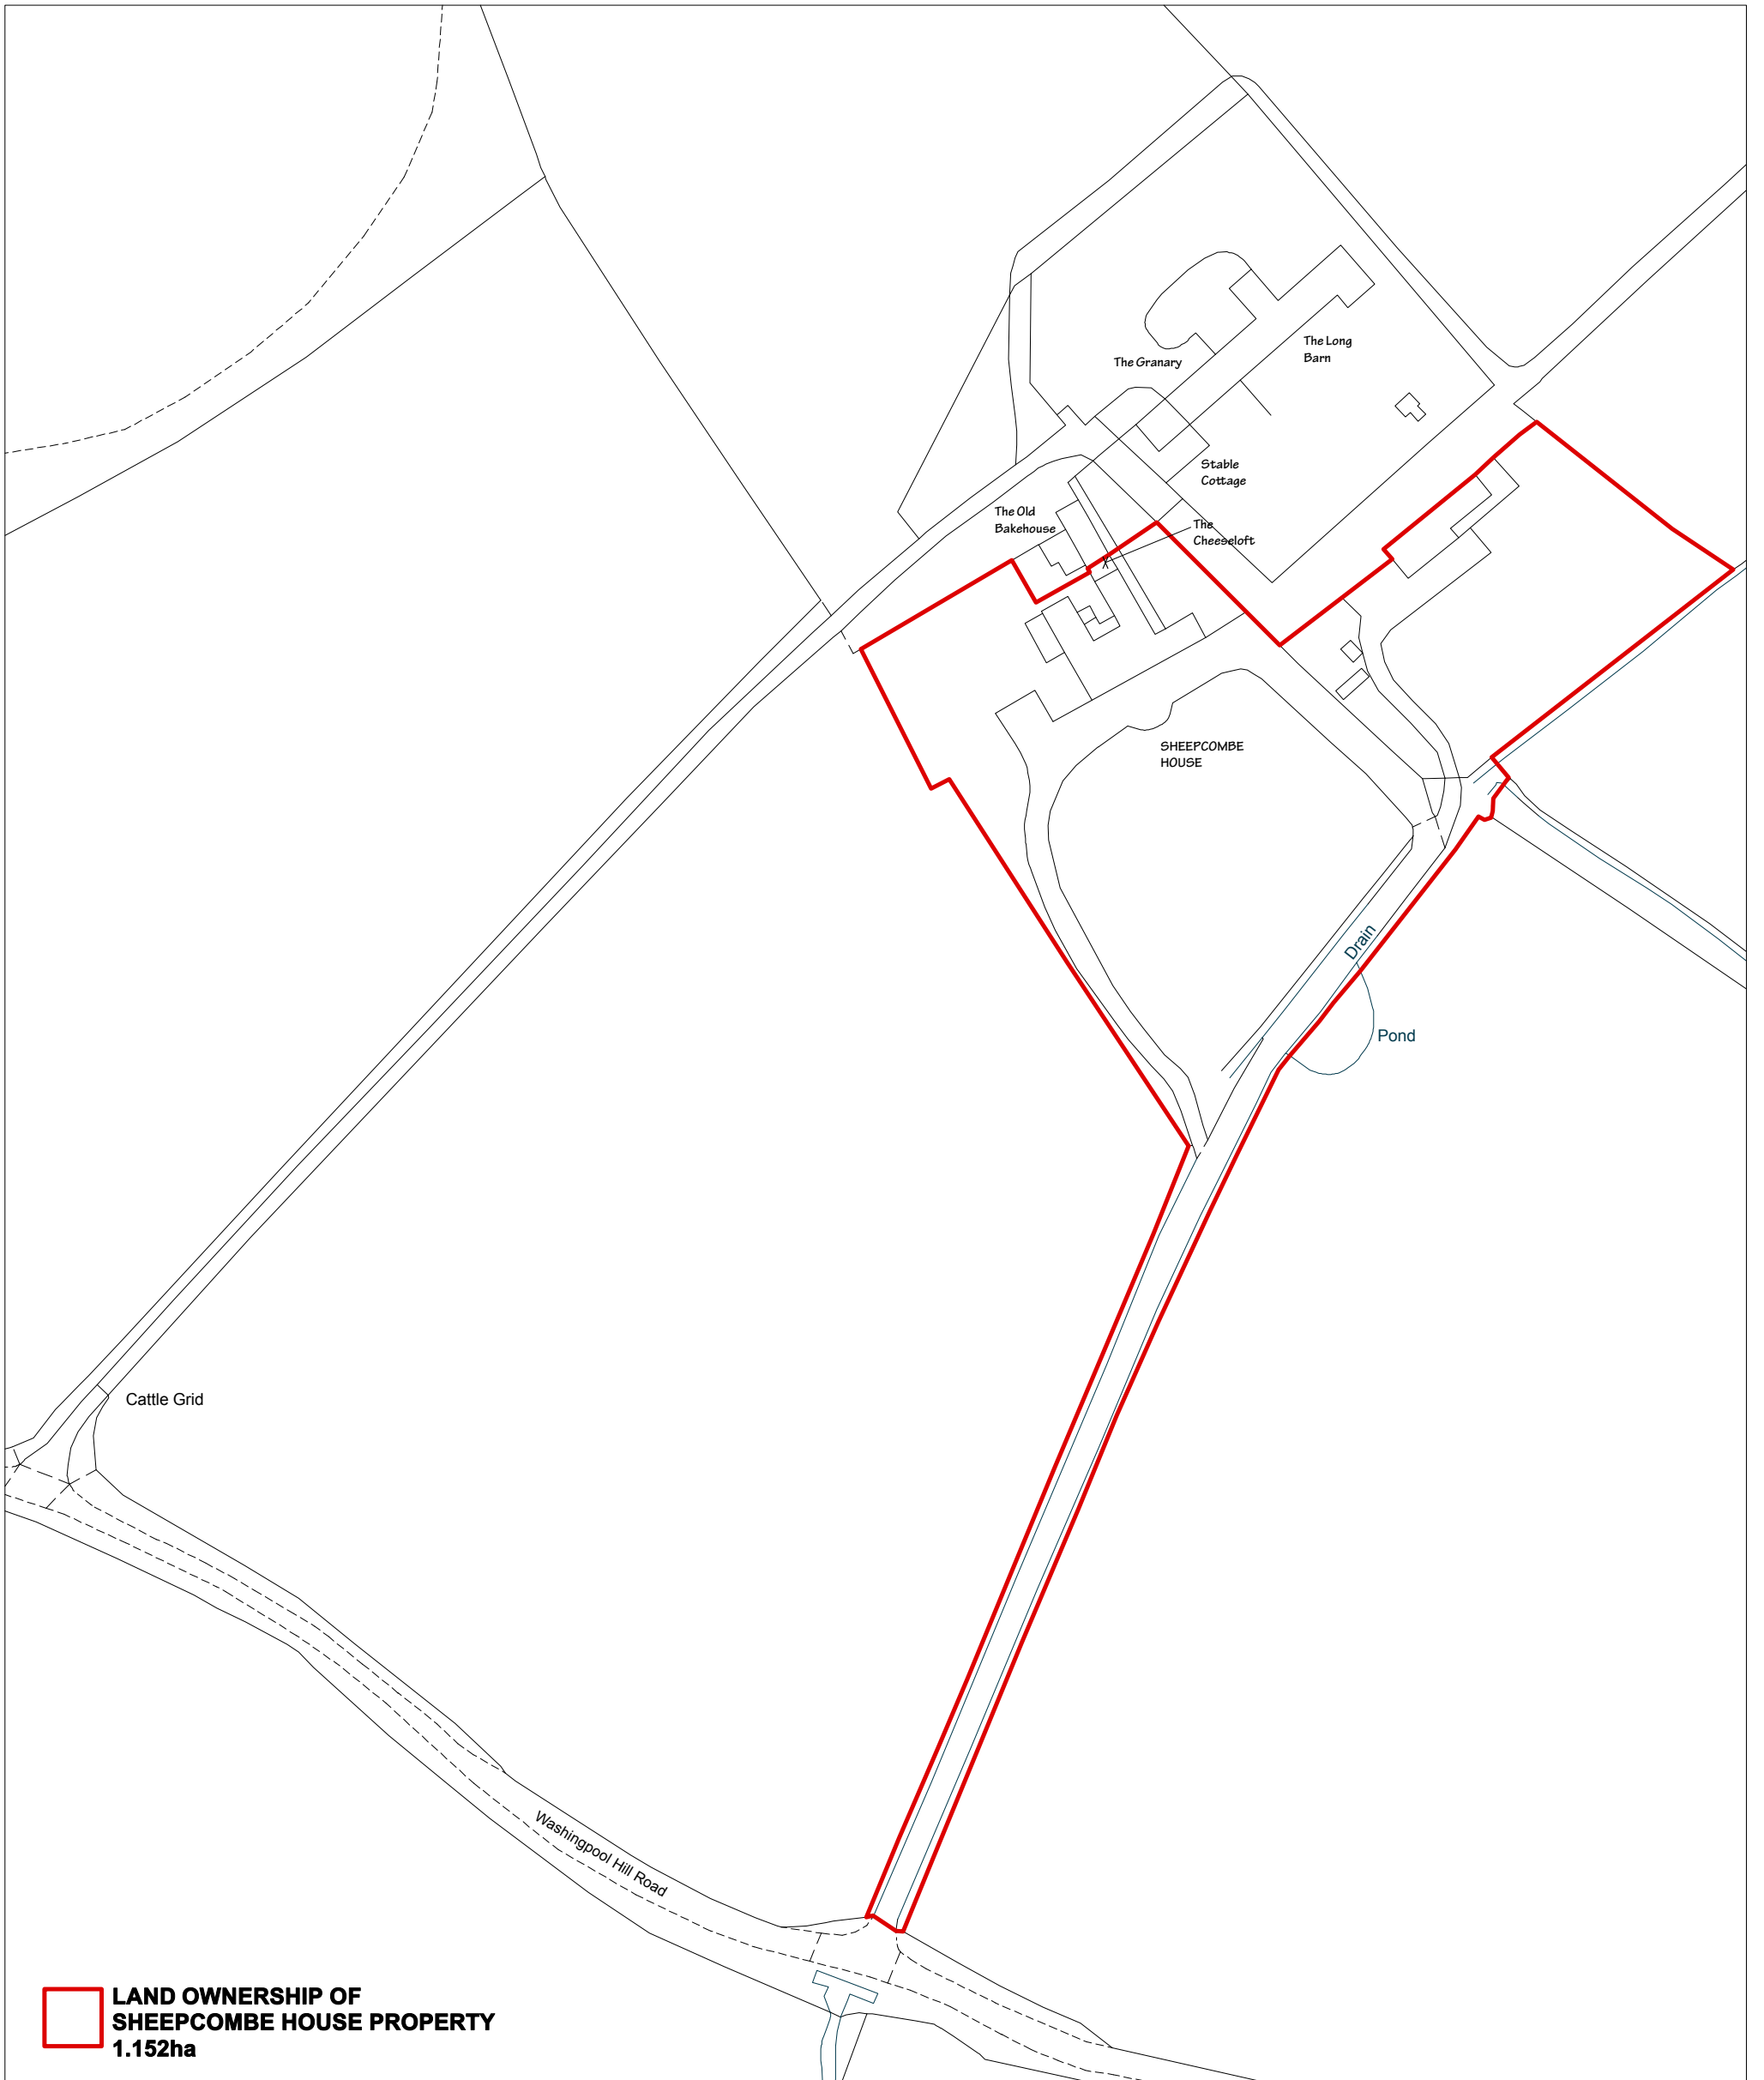 The Long
Barn
The Granary
Stable
Cottage
The Old
Bakehouse
The
Cheeseloft
SHEEPCOMBE
HOUSE
Drain
Pond
Cattle Grid
Washingpool Hill Road
LAND OWNERSHIP OF
SHEEPCOMBE HOUSE PROPERTY
1.152ha